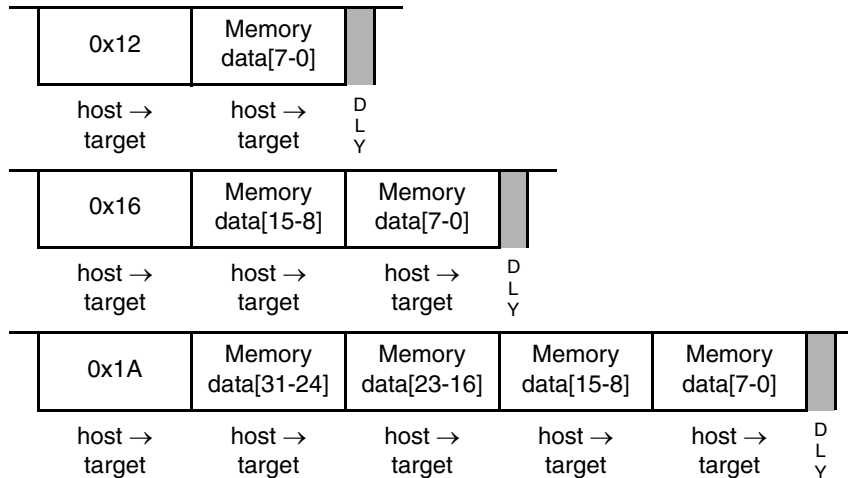 0x12 Memory
data[7-0]
host → host → D
target target L
Y
0x16 Memory Memory
data[15-8] data[7-0]
host → host → host → D
target target target L
Y
0x1A Memory Memory Memory Memory
data[31-24] data[23-16] data[15-8] data[7-0]
host → host → host → host → host → D
target target target target target L
Y